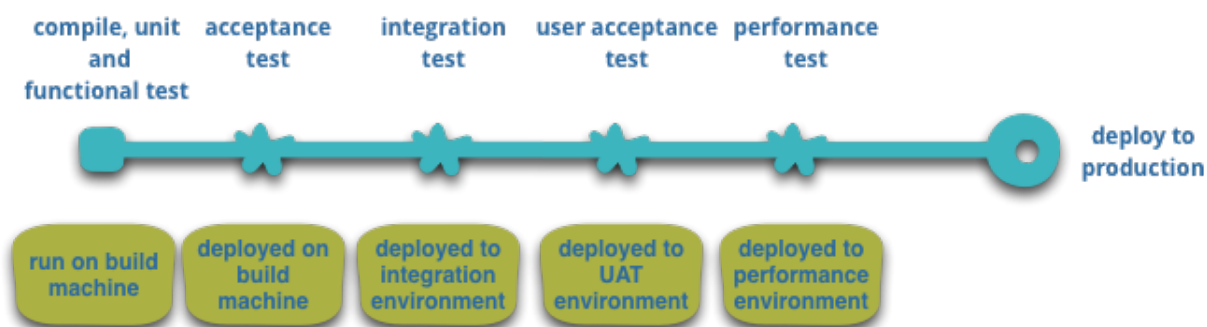 compile, unit
and
functional test
acceptance
test
integration
test
user acceptance
test
performance
test
deploy to
production
run on build
machine
deployed on
build
machine
deployed to
integration
environment
deployed to
UAT
environment
deployed to
performance
environment